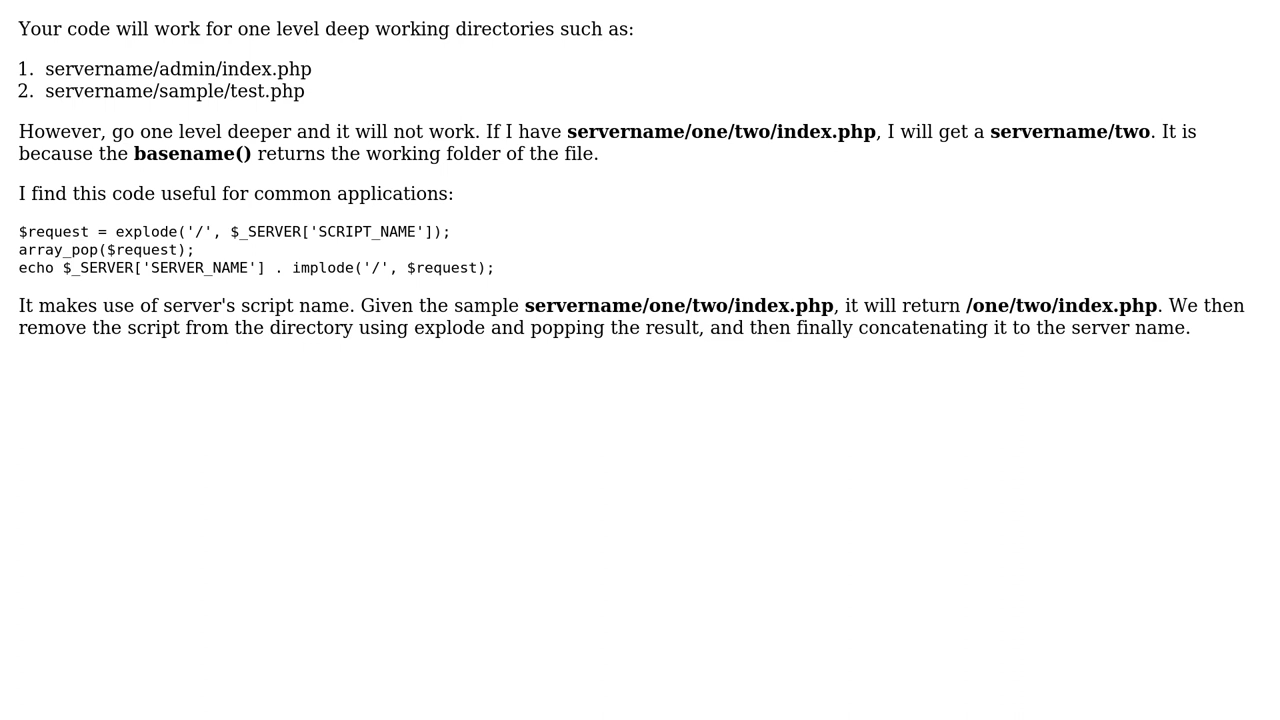 Your code will work for one level deep working directories such as:
1. servername/admin/index.php
2. servername/sample/test.php
However, go one level deeper and it will not work. If I have servername/one/two/index.php, I will get a servername/two. It is
because the basename() returns the working folder of the file.
I find this code useful for common applications:
$request = explode('/', $_SERVER['SCRIPT_NAME']);
array_pop($request);
echo $_SERVER['SERVER_NAME'] . implode('/', $request);
It makes use of server's script name. Given the sample servername/one/two/index.php, it will return /one/two/index.php. We then
remove the script from the directory using explode and popping the result, and then finally concatenating it to the server name.